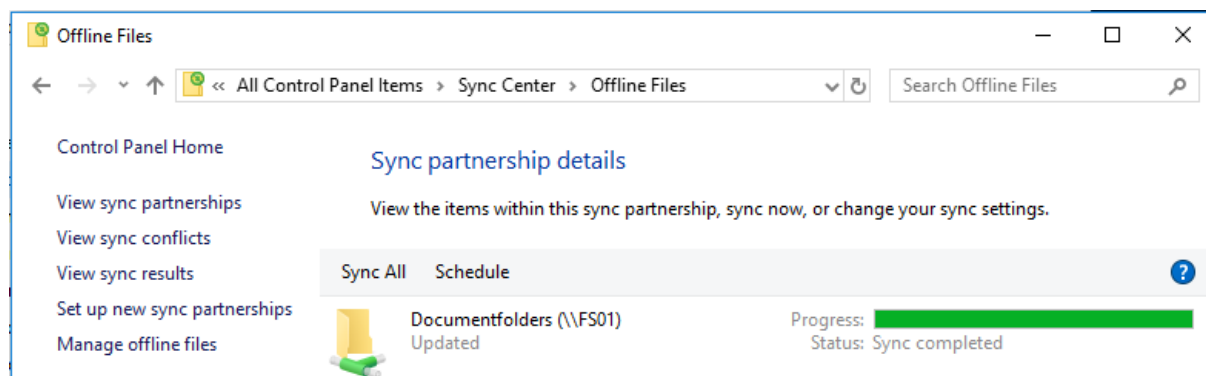 Offline Files
« All Control Panel Items > Sync Center > Offline Files
Search Offline Files
Control Panel Home
View sync partnerships
View sync conflicts
View sync results
Set up new sync partnerships
Manage offline files
Sync partnership details
View the items within this sync partnership, sync now, or change your sync settings.
Sync All Schedule
Documentfolders (\\FS01)
Updated
Progress:
Status: Sync completed